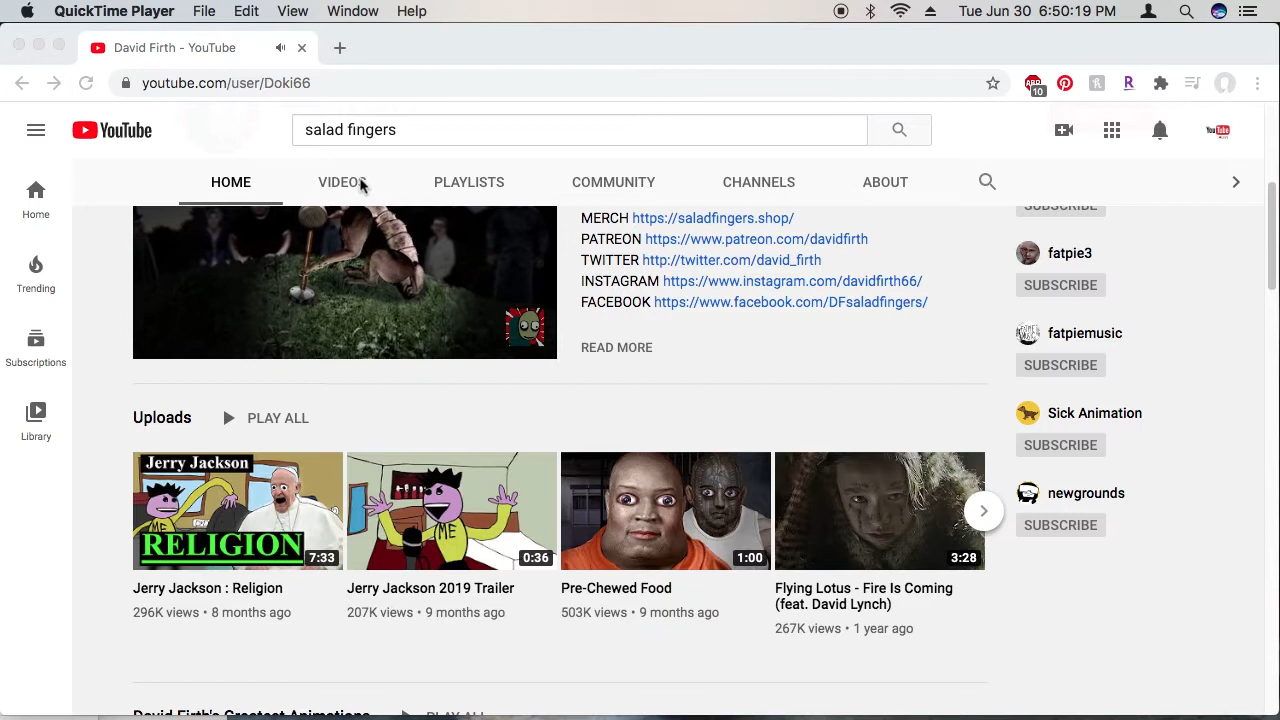 QuickTime Player File Edit View Window Help Tue Jun 30 6:50:19 PM
David Firth - YouTube
youtube.com/user/Doki66
ABP
10
R
YouTube
salad fingers
You Tube
HOME VIDEOS PLAYLISTS COMMUNITY CHANNELS ABOUT
Home
Trending
Subscriptions
Library
MERCH https://saladfingers.shop/
PATREON https://www.patreon.com/davidfirth
TWITTER http://twitter.com/david_firth
INSTAGRAM https://www.instagram.com/davidfirth66/
FACEBOOK https://www.facebook.com/DFsaladfingers/
READ MORE
SUBSCRIBE
fatpie3
SUBSCRIBE
fatpiemusic
SUBSCRIBE
Sick Animation
SUBSCRIBE
newgrounds
SUBSCRIBE
Uploads PLAY ALL
Jerry Jackson
ME
RELIGION
7:33
Jerry Jackson : Religion
296K views • 8 months ago
ME
0:36
Jerry Jackson 2019 Trailer
207K views • 9 months ago
1:00
Pre-Chewed Food
503K views • 9 months ago
3:28
Flying Lotus - Fire Is Coming
(feat. David Lynch)
267K views • 1 year ago
David Firth's Greatest Animations PLAY ALL